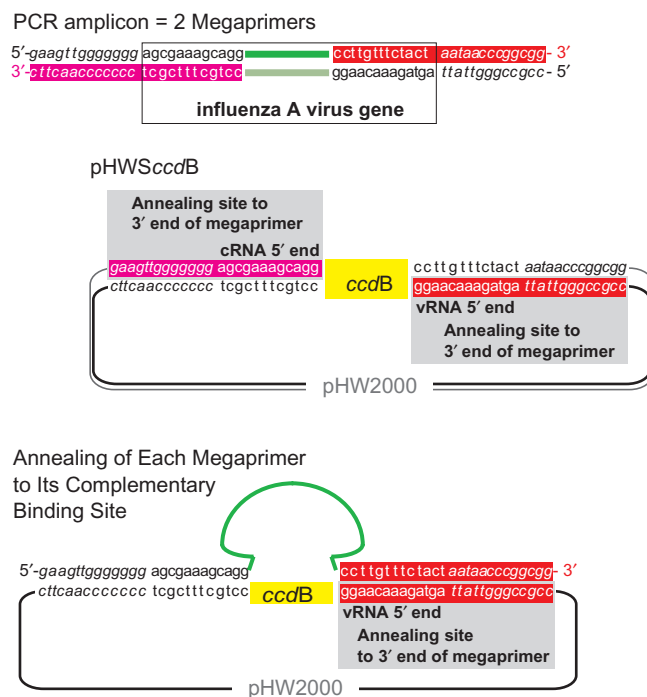 PCR amplicon = 2 Megaprimers
5′-gaagttggggggg agcgaaagcagg ccttgtttctact aataacccggcgg- 3′
3′-cttcaaccccccc tcgctttcgtcc ggaacaaagatga ttattgggccgcc- 5′
influenza A virus gene
pHWSccdB
Annealing site to
3′ end of megaprimer
cRNA 5′ end
gaagttggggggg agcgaaagcagg ccttgtttctact aataacccggcgg
cttcaaccccccc tcgctttcgtcc ccdB ggaacaaagatga ttattgggccgcc
vRNA 5′ end
Annealing site to
3′ end of megaprimer
pHW2000
Annealing of Each Megaprimer
to Its Complementary
Binding Site
5′-gaagttggggggg agcgaaagcagg ccttgtttctact aataacccggcgg- 3′
cttcaaccccccc tcgctttcgtcc ccdB ggaacaaagatga ttattgggccgcc
vRNA 5′ end
Annealing site
to 3′ end of megaprimer
pHW2000